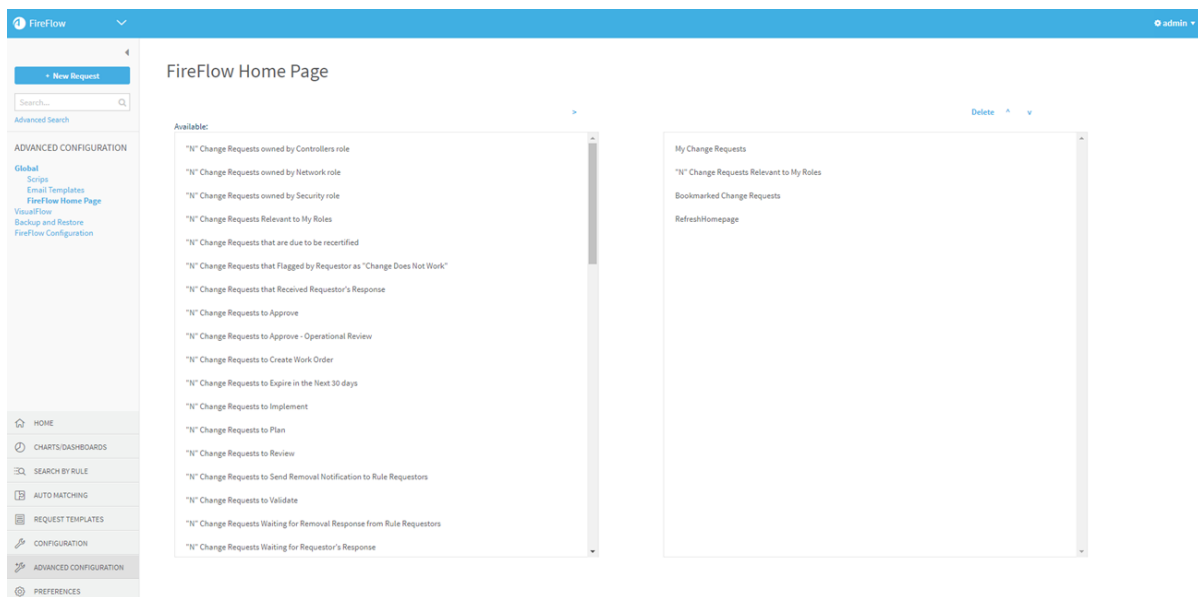 FireFlow
admin
+ New Request
Search...
Advanced Search
ADVANCED CONFIGURATION
Global
Scrips
Email Templates
FireFlow Home Page
VisualFlow
Backup and Restore
FireFlow Configuration
HOME
CHARTS/DASHBOARDS
SEARCH BY RULE
AUTO MATCHING
REQUEST TEMPLATES
CONFIGURATION
ADVANCED CONFIGURATION
PREFERENCES
FireFlow Home Page
>
Available:
"N" Change Requests owned by Controllers role
"N" Change Requests owned by Network role
"N" Change Requests owned by Security role
"N" Change Requests Relevant to My Roles
"N" Change Requests that are due to be recertified
"N" Change Requests that Flagged by Requestor as "Change Does Not Work"
"N" Change Requests that Received Requestor's Response
"N" Change Requests to Approve
"N" Change Requests to Approve - Operational Review
"N" Change Requests to Create Work Order
"N" Change Requests to Expire in the Next 30 days
"N" Change Requests to Implement
"N" Change Requests to Plan
"N" Change Requests to Review
"N" Change Requests to Send Removal Notification to Rule Requestors
"N" Change Requests to Validate
"N" Change Requests Waiting for Removal Response from Rule Requestors
"N" Change Requests Waiting for Requestor's Response
Delete ^ v
My Change Requests
"N" Change Requests Relevant to My Roles
Bookmarked Change Requests
RefreshHomepage